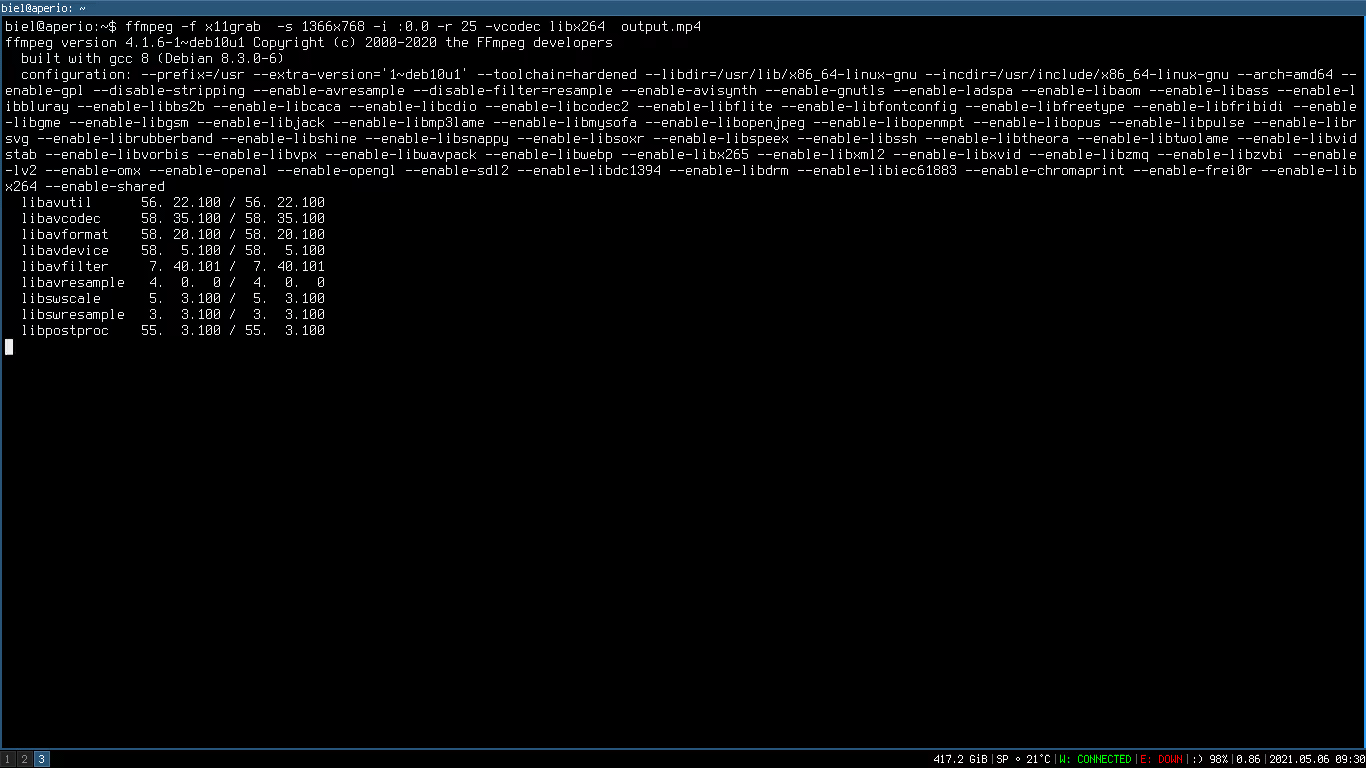 biel@aperio: ~
biel@aperio:~$ ffmpeg -f x11grab  -s 1366x768 -i :0.0 -r 25 -vcodec libx264  output.mp4
ffmpeg version 4.1.6-1~deb10u1 Copyright (c) 2000-2020 the FFmpeg developers
  built with gcc 8 (Debian 8.3.0-6)
  configuration: --prefix=/usr --extra-version='1~deb10u1' --toolchain=hardened --libdir=/usr/lib/x86_64-linux-gnu --incdir=/usr/include/x86_64-linux-gnu --arch=amd64 --
enable-gpl --disable-stripping --enable-avresample --disable-filter=resample --enable-avisynth --enable-gnutls --enable-ladspa --enable-libaom --enable-libass --enable-l
ibbluray --enable-libbs2b --enable-libcaca --enable-libcdio --enable-libcodec2 --enable-libflite --enable-libfontconfig --enable-libfreetype --enable-libfribidi --enable
-libgme --enable-libgsm --enable-libjack --enable-libmp3lame --enable-libmysofa --enable-libopenjpeg --enable-libopenmpt --enable-libopus --enable-libpulse --enable-libr
svg --enable-librubberband --enable-libshine --enable-libsnappy --enable-libsoxr --enable-libspeex --enable-libssh --enable-libtheora --enable-libtwolame --enable-libvid
stab --enable-libvorbis --enable-libvpx --enable-libwavpack --enable-libwebp --enable-libx265 --enable-libxml2 --enable-libxvid --enable-libzmq --enable-libzvbi --enable
-lv2 --enable-omx --enable-openal --enable-opengl --enable-sdl2 --enable-libdc1394 --enable-libdrm --enable-libiec61883 --enable-chromaprint --enable-frei0r --enable-lib
x264 --enable-shared
  libavutil      56. 22.100 / 56. 22.100
  libavcodec     58. 35.100 / 58. 35.100
  libavformat    58. 20.100 / 58. 20.100
  libavdevice    58.  5.100 / 58.  5.100
  libavfilter     7. 40.101 /  7. 40.101
  libavresample   4.  0.  0 /  4.  0.  0
  libswscale      5.  3.100 /  5.  3.100
  libswresample   3.  3.100 /  3.  3.100
  libpostproc    55.  3.100 / 55.  3.100
1 2 3 417.2 GiB|SP ∘ 21°C|W: CONNECTED|E: DOWN|:) 98%|0.86|2021.05.06 09:30